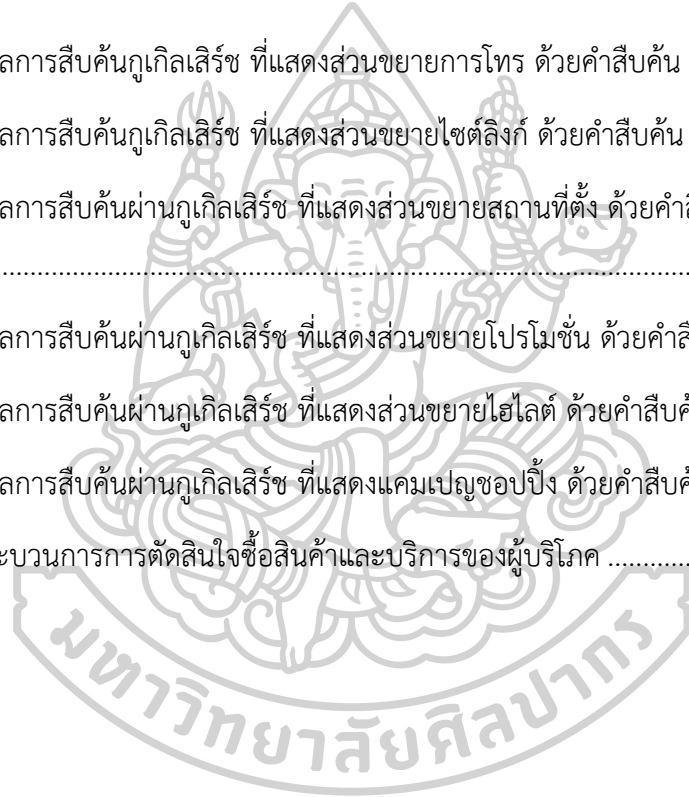 ลการสืบค้นกูเกิลเสิร์ช ที่แสดงส่วนขยายการโทร ด้วยคำสืบค้น
ลการสืบค้นกูเกิลเสิร์ช ที่แสดงส่วนขยายไซต์ลิงก์ ด้วยคำสืบค้น
ลการสืบค้นผ่านกูเกิลเสิร์ช ที่แสดงส่วนขยายสถานที่ตั้ง ด้วยคำสื
................................................................................................
ลการสืบค้นผ่านกูเกิลเสิร์ช ที่แสดงส่วนขยายโปรโมชั่น ด้วยคำสืบ
ลการสืบค้นผ่านกูเกิลเสิร์ช ที่แสดงส่วนขยายไฮไลต์ ด้วยคำสืบค้
ลการสืบค้นผ่านกูเกิลเสิร์ช ที่แสดงแคมเปญชอปปิ้ง ด้วยคำสืบค้
ะบวนการการตัดสินใจซื้อสินค้าและบริการของผู้บริโภค ............
มหาวิทยาลัยศิลปากร